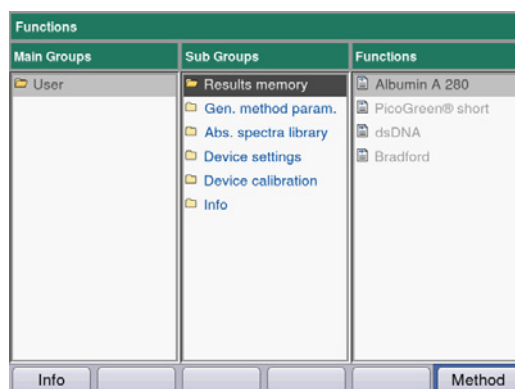 Functions
Main Groups
Sub Groups
Functions
User
Results memory
Gen. method param.
Abs. spectra library
Device settings
Device calibration
Info
Albumin A 280
PicoGreen® short
dsDNA
Bradford
Info
Method